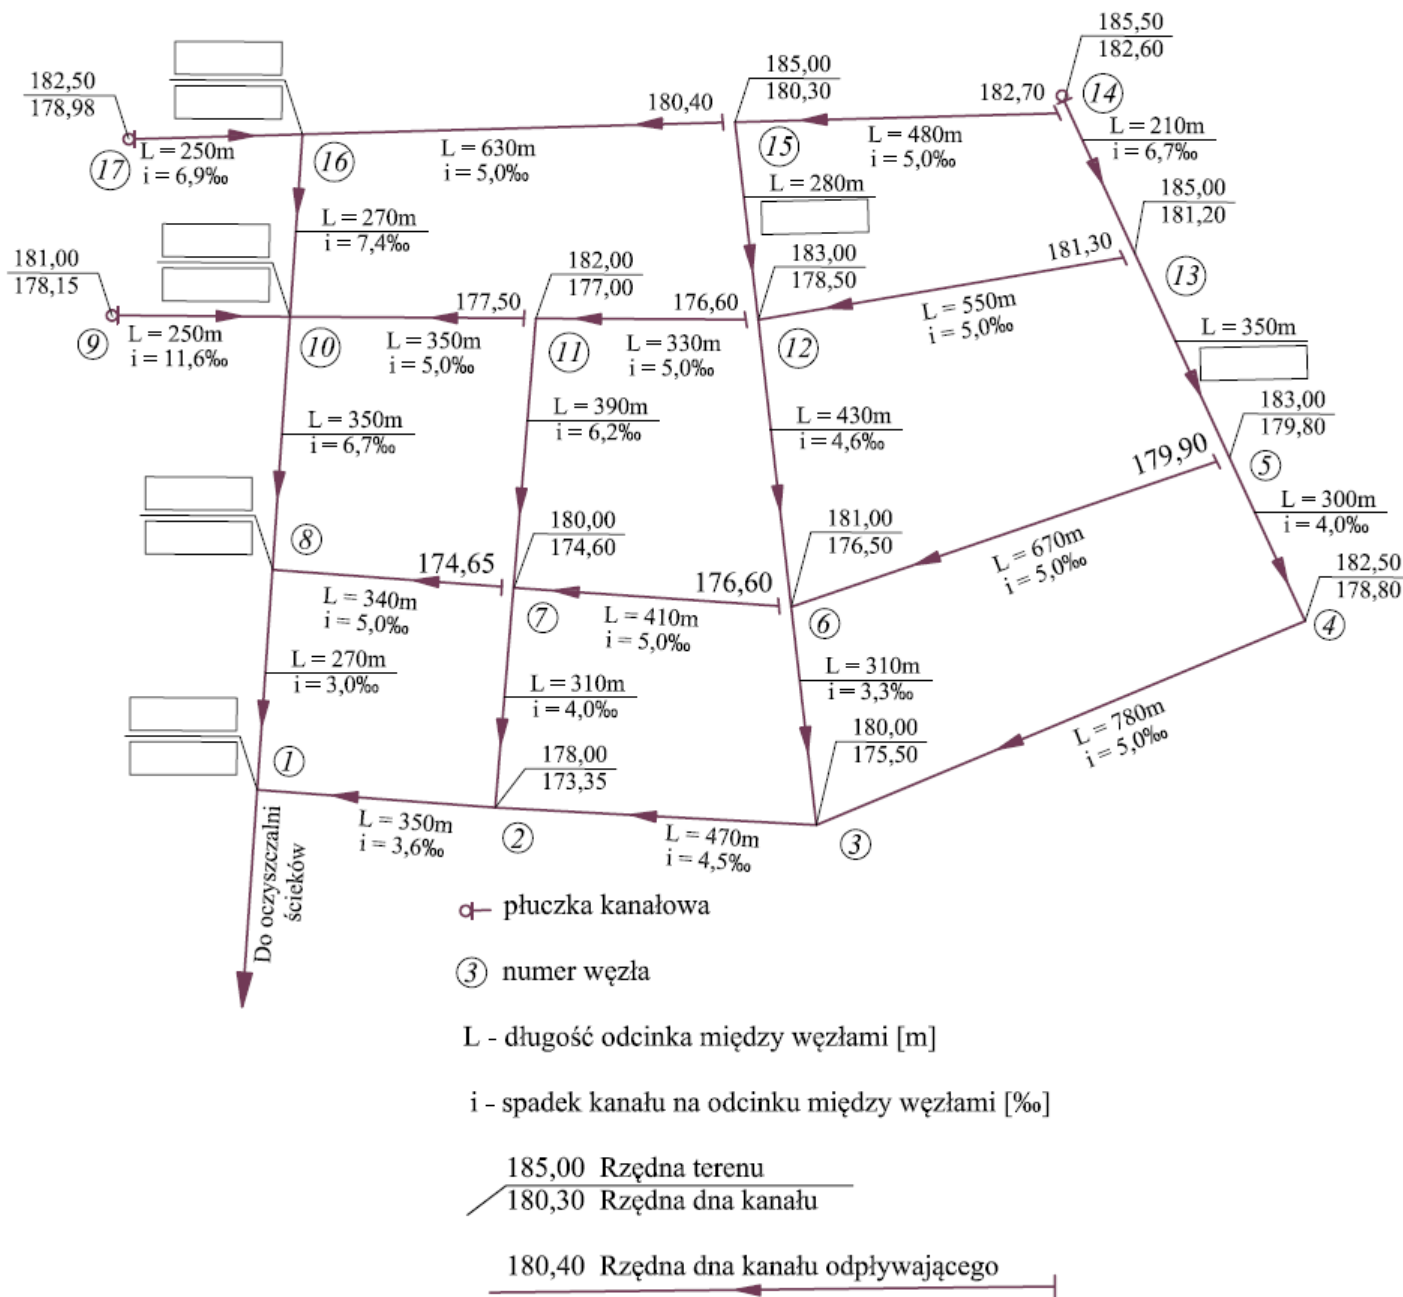 185,50
182,60
14
182,50
178,98
17
185,00
180,30
180,40
182,70
L = 250m
i = 6,9‰
16
L = 630m
i = 5,0‰
15
L = 480m
i = 5,0‰
L = 210m
i = 6,7‰
L = 280m
185,00
181,20
L = 270m
i = 7,4‰
181,00
178,15
182,00
177,00
183,00
178,50
181,30
13
177,50
176,60
9
L = 250m
i = 11,6‰
10
L = 350m
i = 5,0‰
11
L = 330m
i = 5,0‰
12
L = 550m
i = 5,0‰
L = 350m
L = 350m
i = 6,7‰
L = 390m
i = 6,2‰
L = 430m
i = 4,6‰
183,00
179,80
179,90
5
L = 300m
i = 4,0‰
8
180,00
174,60
181,00
176,50
174,65
176,60
L = 670m
i = 5,0‰
182,50
178,80
4
L = 340m
i = 5,0‰
7
L = 410m
i = 5,0‰
6
L = 270m
i = 3,0‰
L = 310m
i = 4,0‰
L = 310m
i = 3,3‰
L = 780m
i = 5,0‰
1
178,00
173,35
180,00
175,50
L = 350m
i = 3,6‰
2
L = 470m
i = 4,5‰
3
Do oczyszczalni
ścieków
płuczka kanałowa
3 numer węzła
L - długość odcinka między węzłami [m]
i - spadek kanału na odcinku między węzłami [‰]
185,00 Rzędna terenu
180,30 Rzędna dna kanału
180,40 Rzędna dna kanału odpływającego